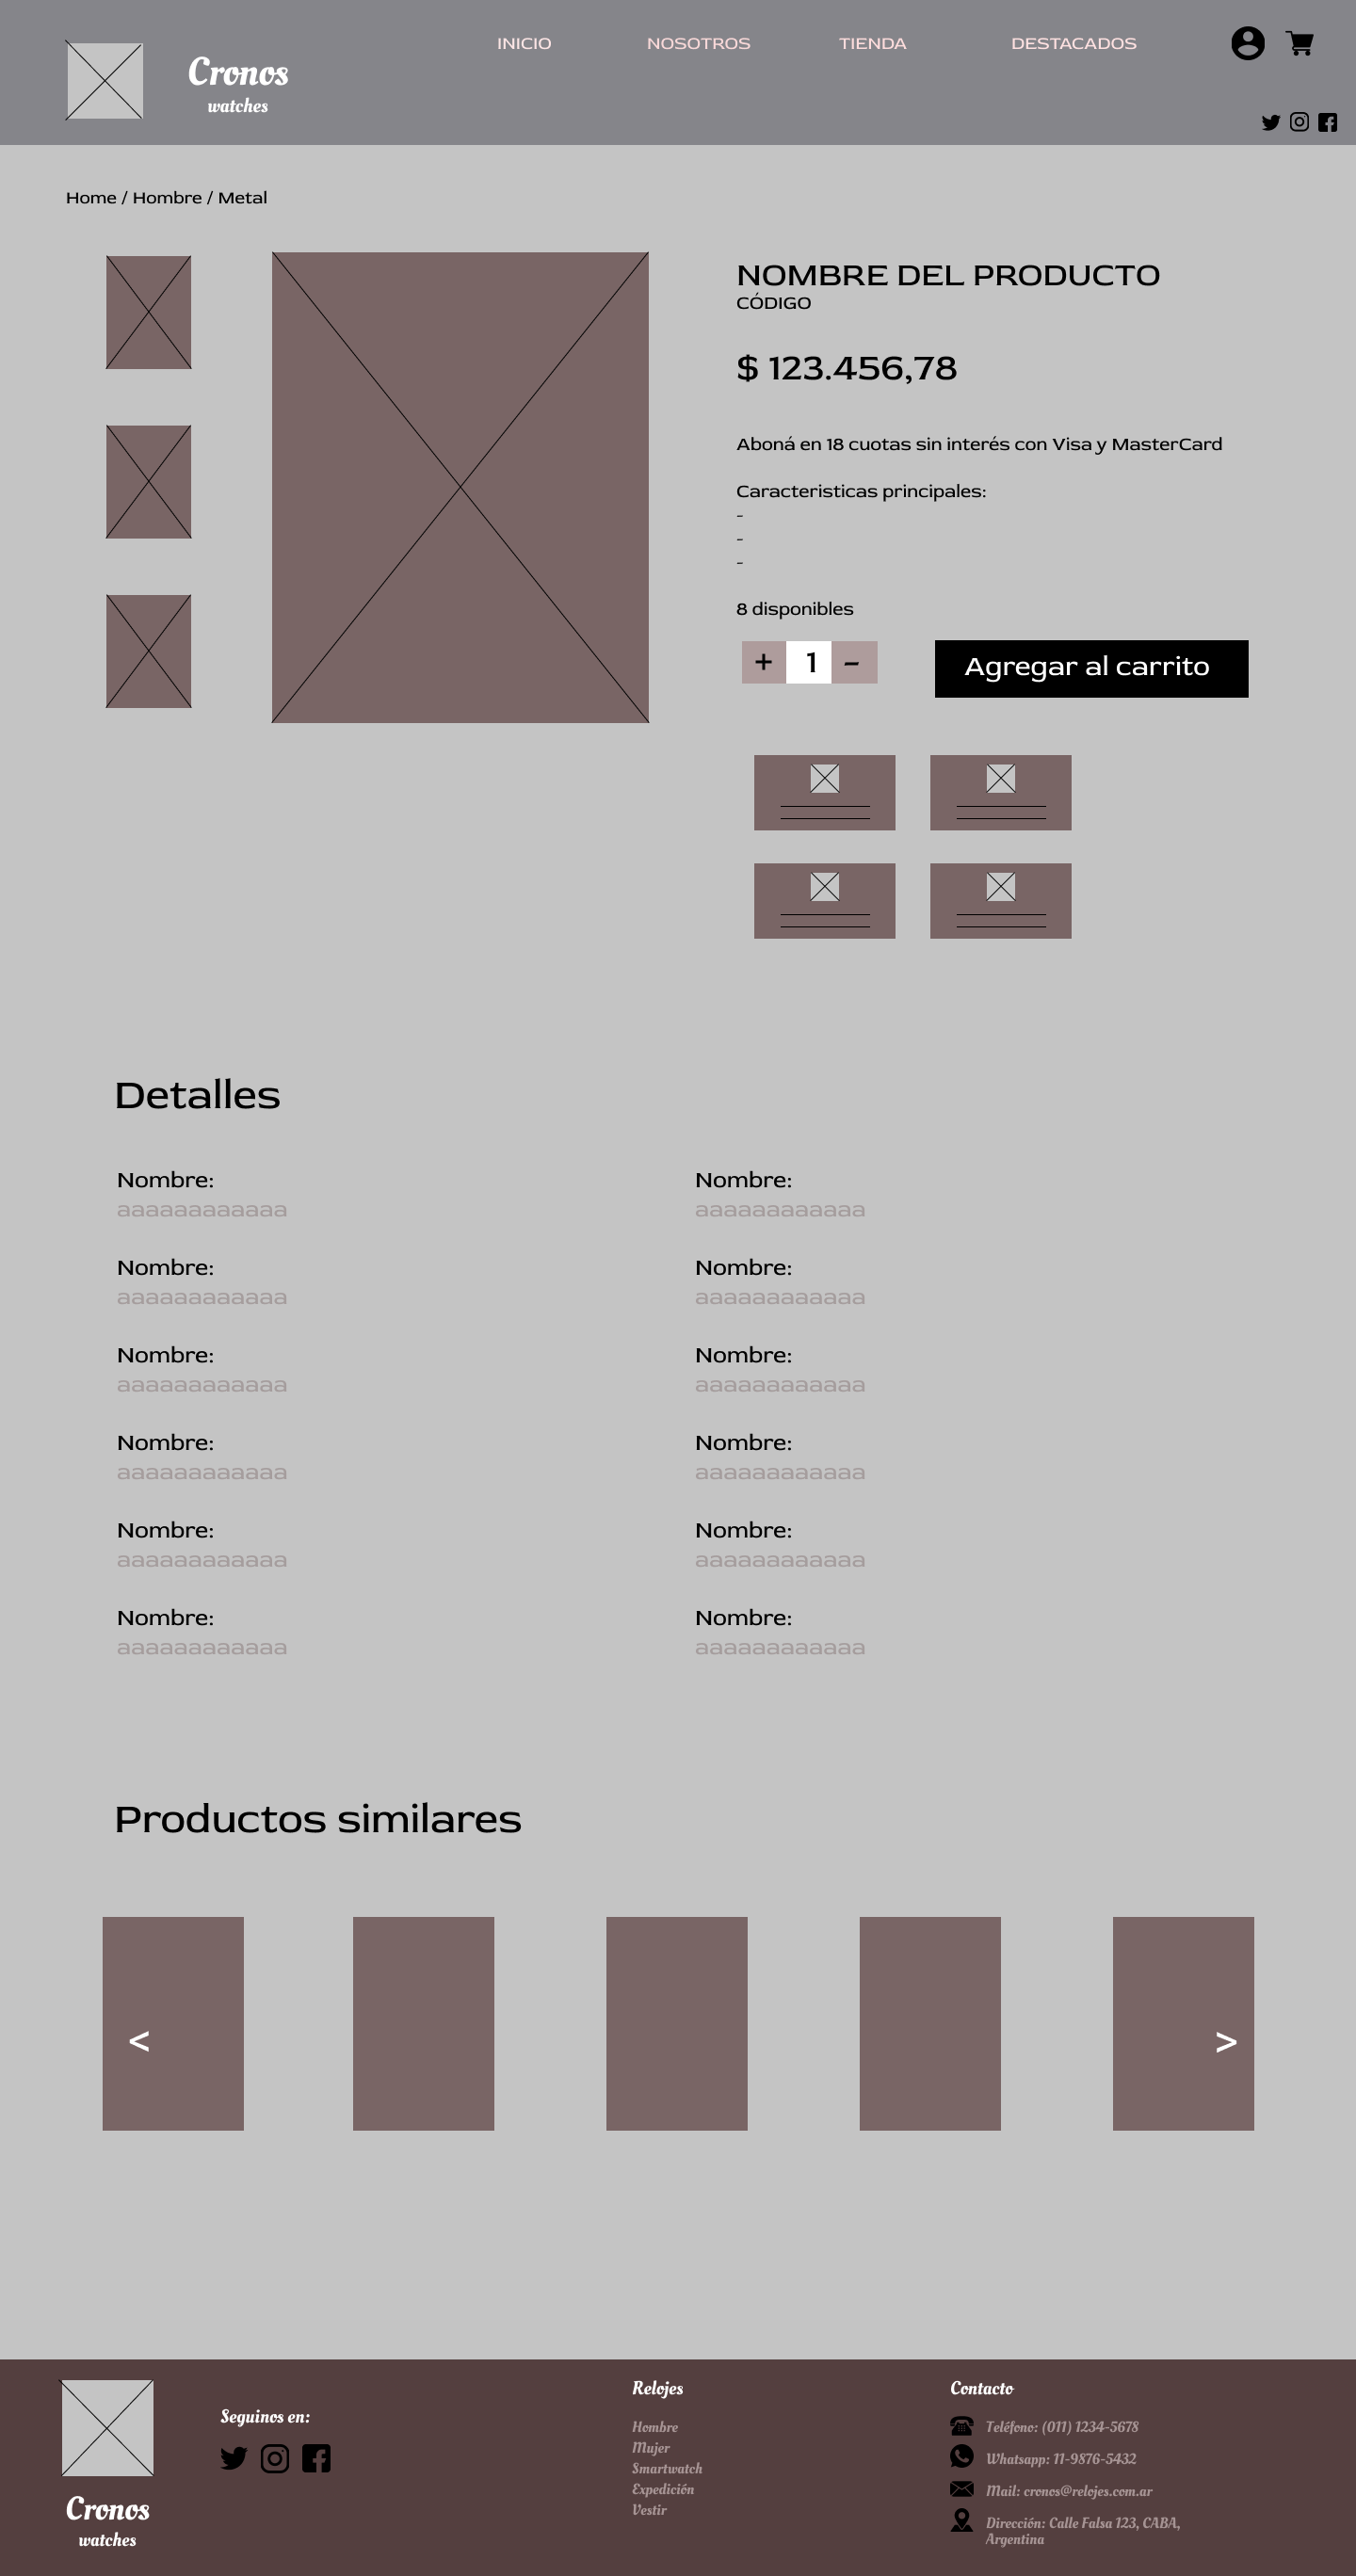 INICIO NOSOTROS TIENDA DESTACADOS
Cronos
watches
Home / Hombre / Metal
NOMBRE DEL PRODUCTO
CÓDIGO
$ 123.456,78
Aboná en 18 cuotas sin interés con Visa y MasterCard
Caracteristicas principales:
-
-
-
8 disponibles
+ 1 -
Agregar al carrito
Detalles
Nombre: Nombre:
aaaaaaaaaaaa aaaaaaaaaaaa
Nombre: Nombre:
aaaaaaaaaaaa aaaaaaaaaaaa
Nombre: Nombre:
aaaaaaaaaaaa aaaaaaaaaaaa
Nombre: Nombre:
aaaaaaaaaaaa aaaaaaaaaaaa
Nombre: Nombre:
aaaaaaaaaaaa aaaaaaaaaaaa
Nombre: Nombre:
aaaaaaaaaaaa aaaaaaaaaaaa
Productos similares
< >
Cronos
watches
Seguinos en:
Relojes
Hombre
Mujer
Smartwatch
Expedición
Vestir
Contacto
Teléfono: (011) 1234-5678
Whatsapp: 11-9876-5432
Mail: cronos@relojes.com.ar
Dirección: Calle Falsa 123, CABA,
Argentina